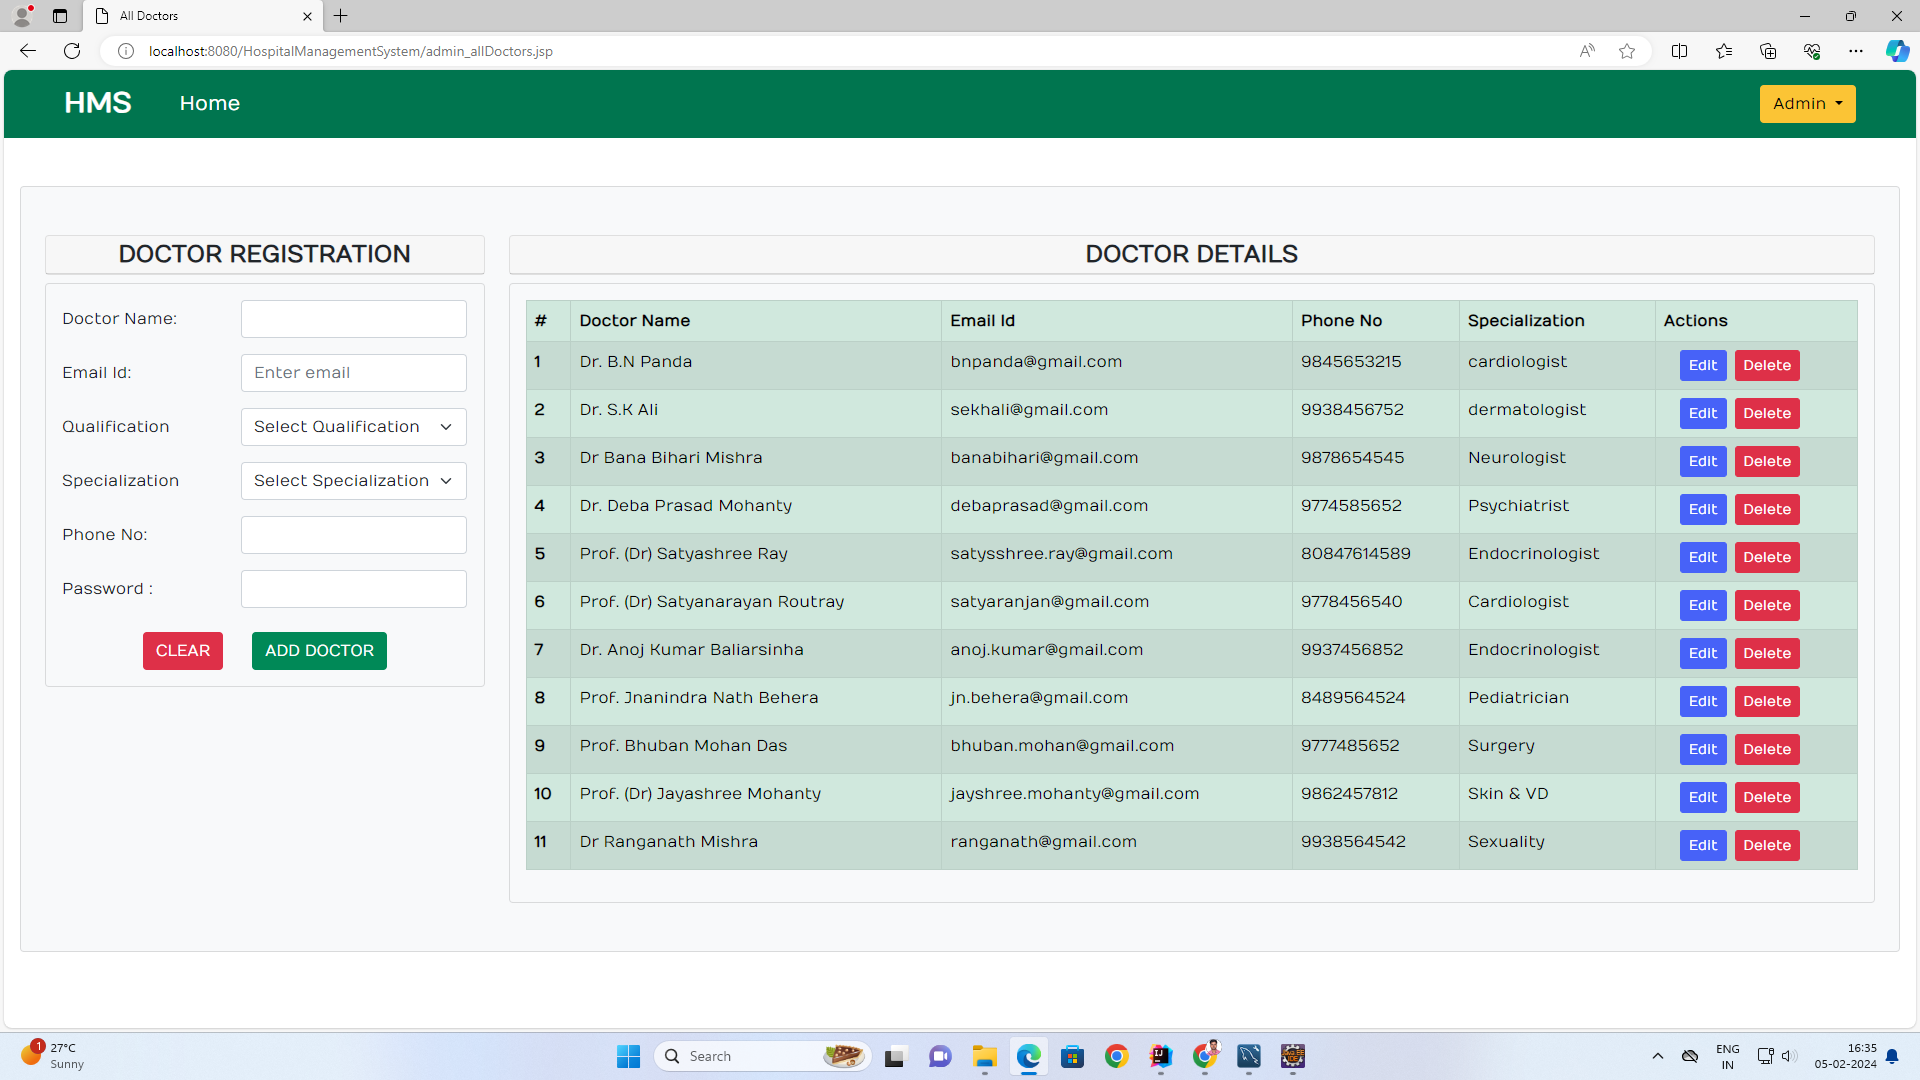 All Doctors
localhost:8080/HospitalManagementSystem/admin_allDoctors.jsp
HMS Home Admin
DOCTOR REGISTRATION
Doctor Name:
Email Id: Enter email
Qualification Select Qualification
Specialization Select Specialization
Phone No:
Password :
CLEAR ADD DOCTOR
DOCTOR DETAILS
# Doctor Name Email Id Phone No Specialization Actions
1 Dr. B.N Panda bnpanda@gmail.com 9845653215 cardiologist Edit Delete
2 Dr. S.K Ali sekhali@gmail.com 9938456752 dermatologist Edit Delete
3 Dr Bana Bihari Mishra banabihari@gmail.com 9878654545 Neurologist Edit Delete
4 Dr. Deba Prasad Mohanty debaprasad@gmail.com 9774585652 Psychiatrist Edit Delete
5 Prof. (Dr) Satyashree Ray satysshree.ray@gmail.com 80847614589 Endocrinologist Edit Delete
6 Prof. (Dr) Satyanarayan Routray satyaranjan@gmail.com 9778456540 Cardiologist Edit Delete
7 Dr. Anoj Kumar Baliarsinha anoj.kumar@gmail.com 9937456852 Endocrinologist Edit Delete
8 Prof. Jnanindra Nath Behera jn.behera@gmail.com 8489564524 Pediatrician Edit Delete
9 Prof. Bhuban Mohan Das bhuban.mohan@gmail.com 9777485652 Surgery Edit Delete
10 Prof. (Dr) Jayashree Mohanty jayshree.mohanty@gmail.com 9862457812 Skin & VD Edit Delete
11 Dr Ranganath Mishra ranganath@gmail.com 9938564542 Sexuality Edit Delete
1
27°C
Sunny
Search
ENG
IN
16:35
05-02-2024